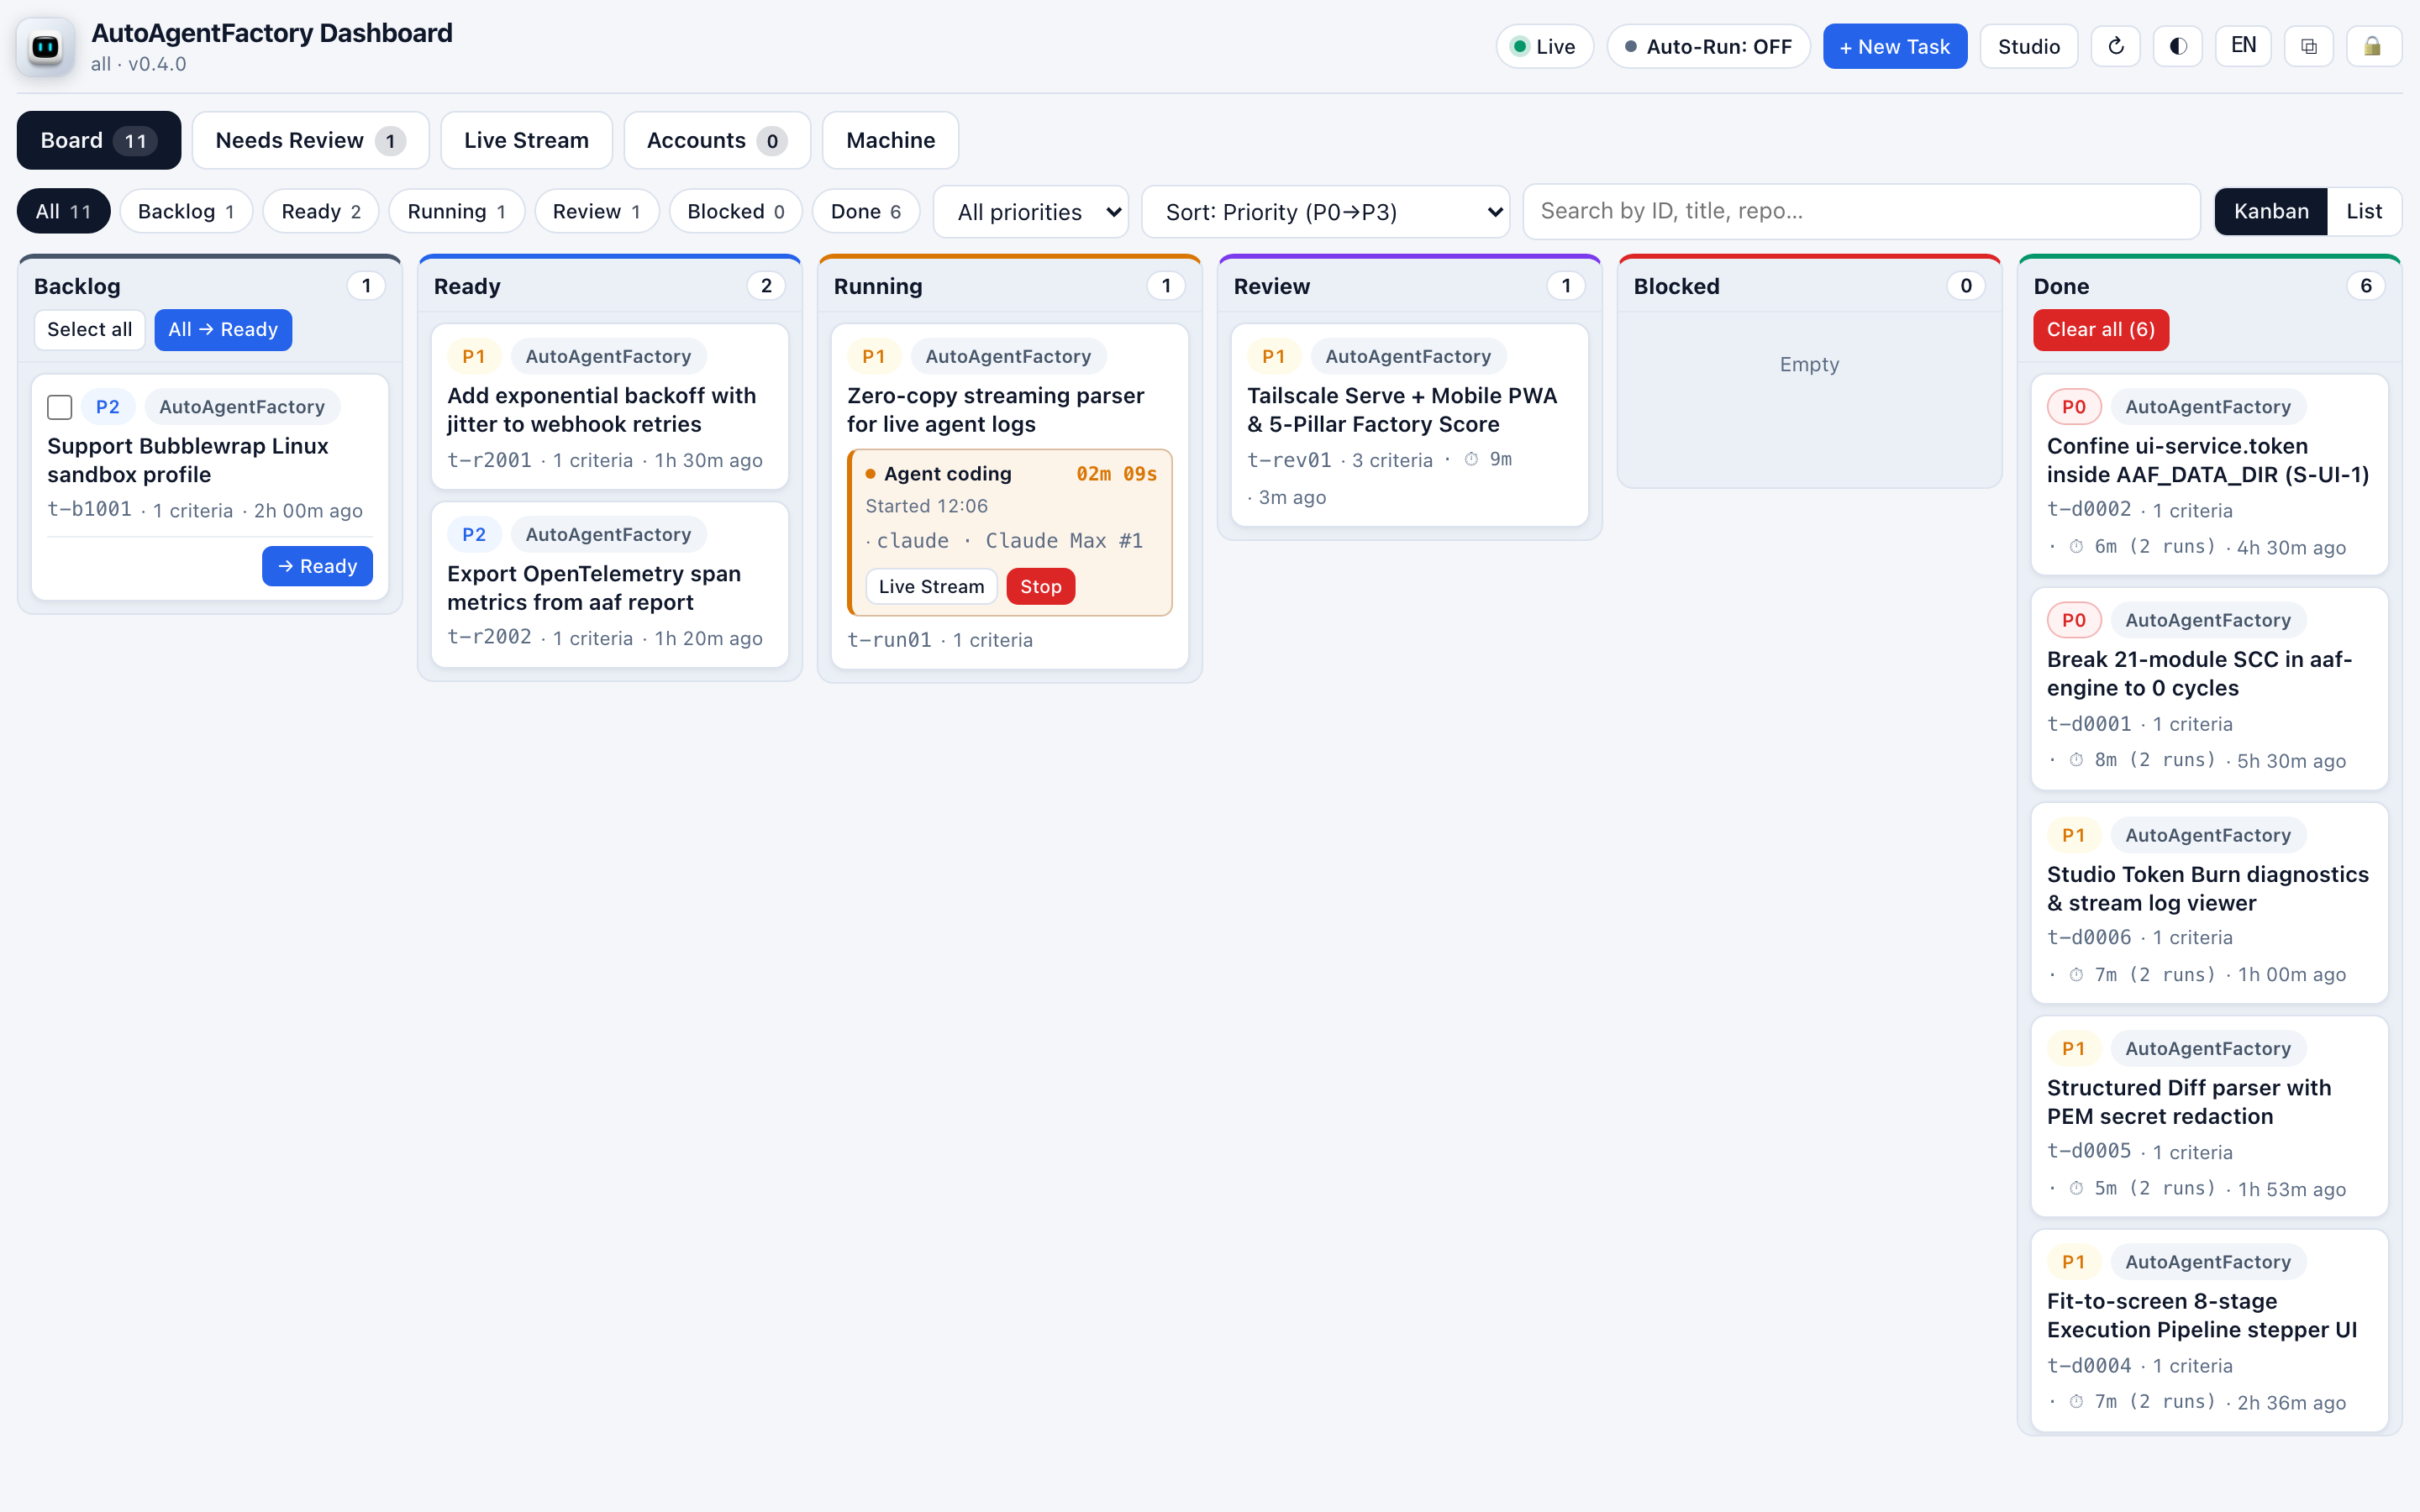 AutoAgentFactory Dashboard
all · v0.4.0
Live
Auto-Run: OFF
+ New Task
Studio
EN
Board 11
Needs Review 1
Live Stream
Accounts 0
Machine
All 11
Backlog 1
Ready 2
Running 1
Review 1
Blocked 0
Done 6
All priorities
Sort: Priority (P0→P3)
Search by ID, title, repo...
Kanban
List
Backlog 1
Select all
All → Ready
P2 AutoAgentFactory
Support Bubblewrap Linux
sandbox profile
t-b1001 · 1 criteria · 2h 00m ago
→ Ready
Ready 2
P1 AutoAgentFactory
Add exponential backoff with
jitter to webhook retries
t-r2001 · 1 criteria · 1h 30m ago
P2 AutoAgentFactory
Export OpenTelemetry span
metrics from aaf report
t-r2002 · 1 criteria · 1h 20m ago
Running 1
P1 AutoAgentFactory
Zero-copy streaming parser
for live agent logs
Agent coding 02m 09s
Started 12:06
· claude · Claude Max #1
Live Stream
Stop
t-run01 · 1 criteria
Review 1
P1 AutoAgentFactory
Tailscale Serve + Mobile PWA
& 5-Pillar Factory Score
t-rev01 · 3 criteria · ⏱ 9m
· 3m ago
Blocked 0
Empty
Done 6
Clear all (6)
P0 AutoAgentFactory
Confine ui-service.token
inside AAF_DATA_DIR (S-UI-1)
t-d0002 · 1 criteria
· ⏱ 6m (2 runs) · 4h 30m ago
P0 AutoAgentFactory
Break 21-module SCC in aaf-
engine to 0 cycles
t-d0001 · 1 criteria
· ⏱ 8m (2 runs) · 5h 30m ago
P1 AutoAgentFactory
Studio Token Burn diagnostics
& stream log viewer
t-d0006 · 1 criteria
· ⏱ 7m (2 runs) · 1h 00m ago
P1 AutoAgentFactory
Structured Diff parser with
PEM secret redaction
t-d0005 · 1 criteria
· ⏱ 5m (2 runs) · 1h 53m ago
P1 AutoAgentFactory
Fit-to-screen 8-stage
Execution Pipeline stepper UI
t-d0004 · 1 criteria
· ⏱ 7m (2 runs) · 2h 36m ago